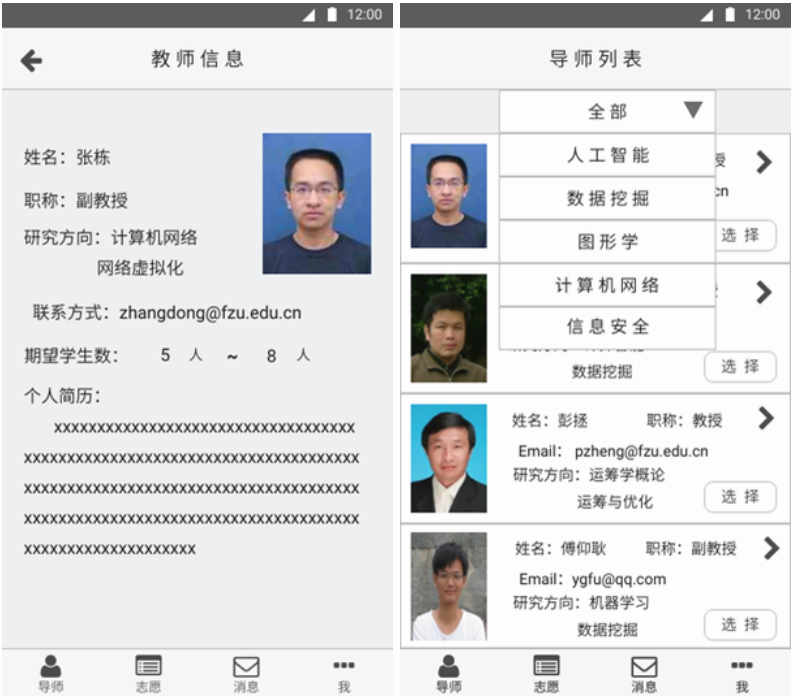 12:00
教师信息
姓名：张栋
职称：副教授
研究方向：计算机网络
网络虚拟化
联系方式：zhangdong@fzu.edu.cn
期望学生数： 5 人 ~ 8 人
个人简历：
xxxxxxxxxxxxxxxxxxxxxxxxxxxxxxxxxxx
xxxxxxxxxxxxxxxxxxxxxxxxxxxxxxxxxxxxxxx
xxxxxxxxxxxxxxxxxxxxxxxxxxxxxxxxxxxxxxx
xxxxxxxxxxxxxxxxxxxxxxxxxxxxxxxxxxxxxxx
xxxxxxxxxxxxxxxxxxxx
导师 志愿 消息 我
12:00
导师列表
全部
人工智能
数据挖掘
图形学
计算机网络
信息安全
cn
选择
数据挖掘
选择
姓名：彭拯 职称：教授
Email： pzheng@fzu.edu.cn
研究方向：运筹学概论
运筹与优化
选择
姓名：傅仰耿 职称：副教授
Email：ygfu@qq.com
研究方向：机器学习
数据挖掘
选择
导师 志愿 消息 我